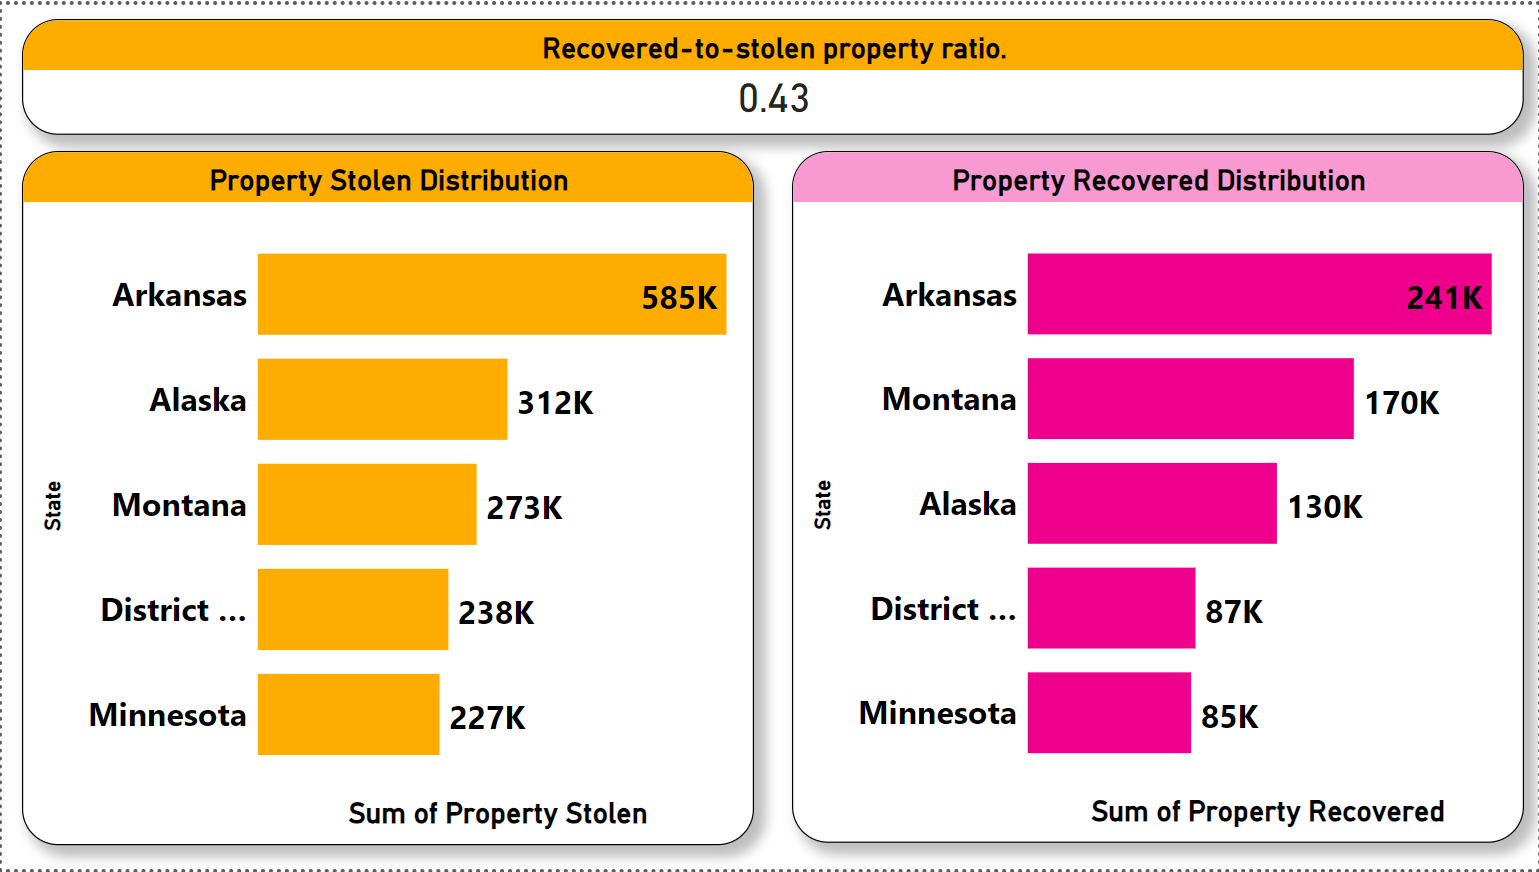 Recovered-to-stolen property ratio.
0.43
Property Stolen Distribution
State
Arkansas
585K
Alaska
312K
Montana
273K
District ...
238K
Minnesota
227K
Sum of Property Stolen
Property Recovered Distribution
State
Arkansas
241K
Montana
170K
Alaska
130K
District ...
87K
Minnesota
85K
Sum of Property Recovered